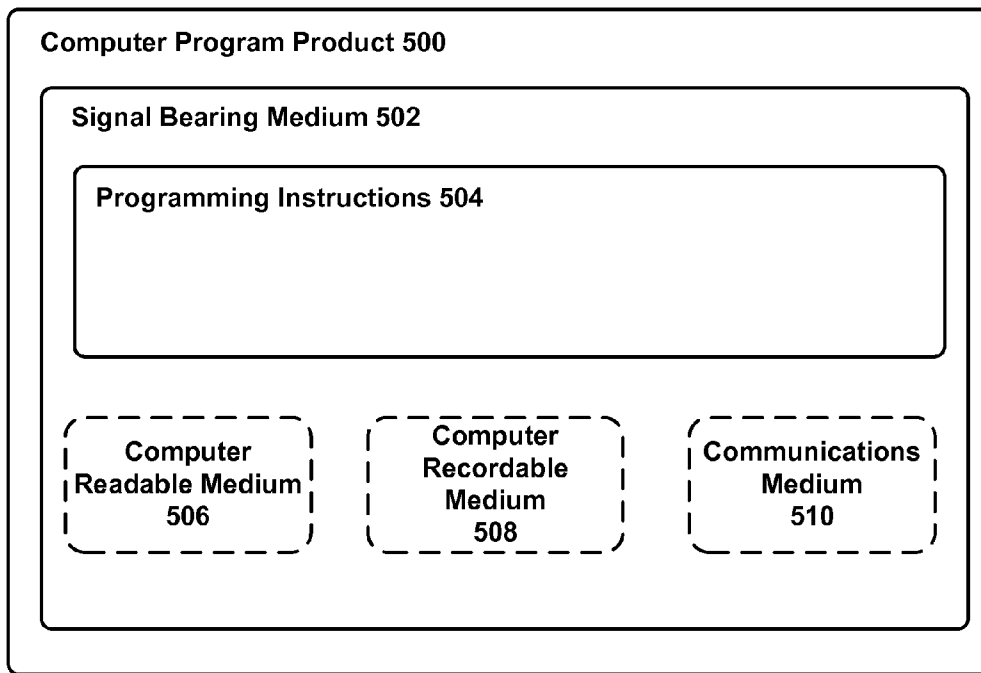 Computer Program Product 500
Signal Bearing Medium 502
Programming Instructions 504
Computer
Readable Medium
506
Computer
Recordable
Medium
508
Communications
Medium
510